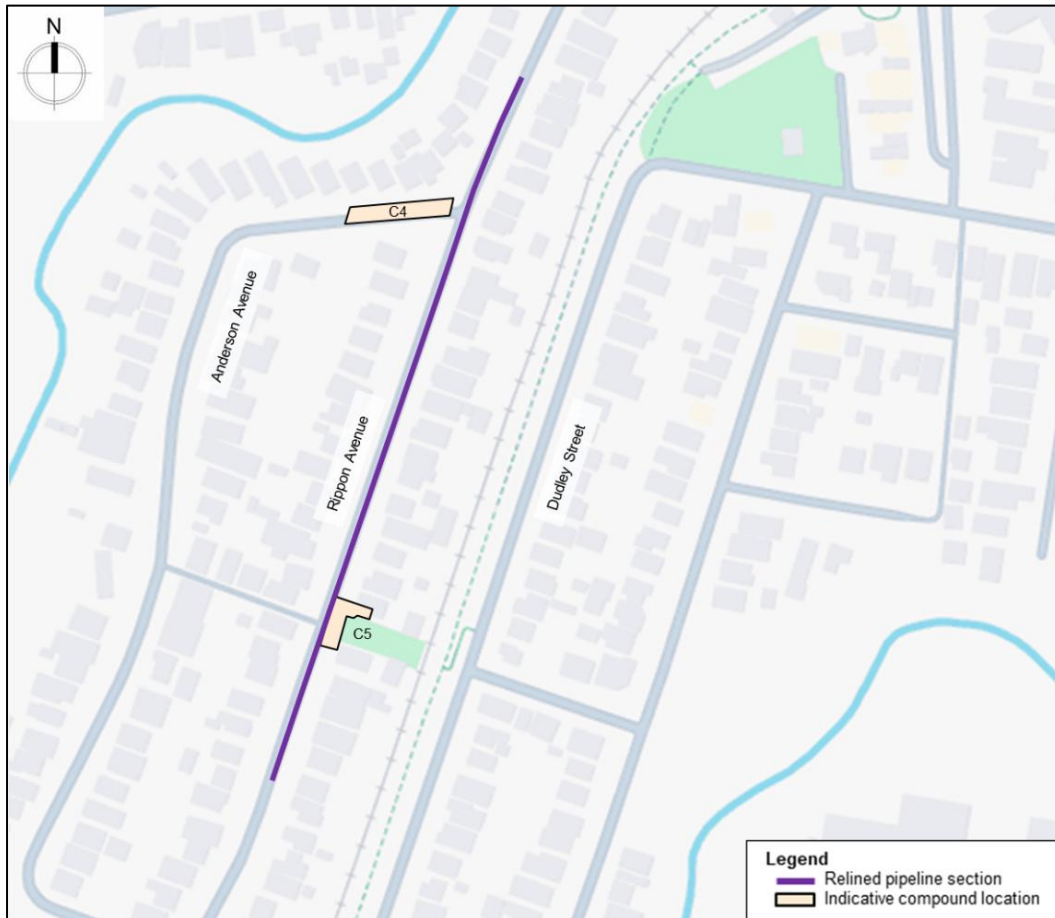 N
C4
Anderson Avenue
Rippon Avenue
Dudley Street
C5
Legend
Relined pipeline section
Indicative compound location